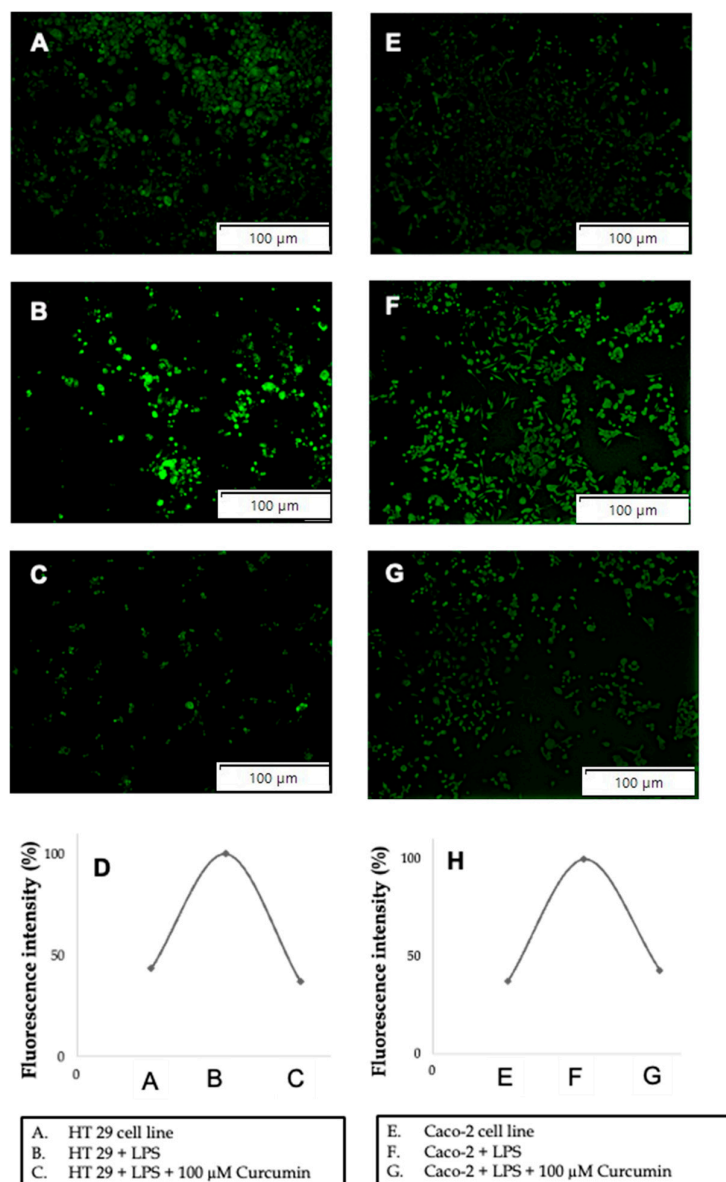 A
100 μm
E
100 μm
B
100 μm
F
100 μm
C
100 μm
G
100 μm
D
Fluorescence intensity (%)
100
50
0
0
A B C
H
Fluorescence intensity (%)
100
50
0
0
E F G
A. HT 29 cell line
B. HT 29 + LPS
C. HT 29 + LPS + 100 μM Curcumin
E. Caco-2 cell line
F. Caco-2 + LPS
G. Caco-2 + LPS + 100 μM Curcumin